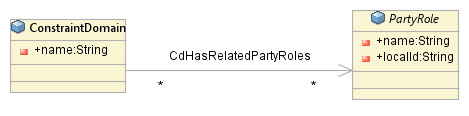 ConstraintDomain
+name:String
CdHasRelatedPartyRoles
* *
PartyRole
+name:String
+localId:String